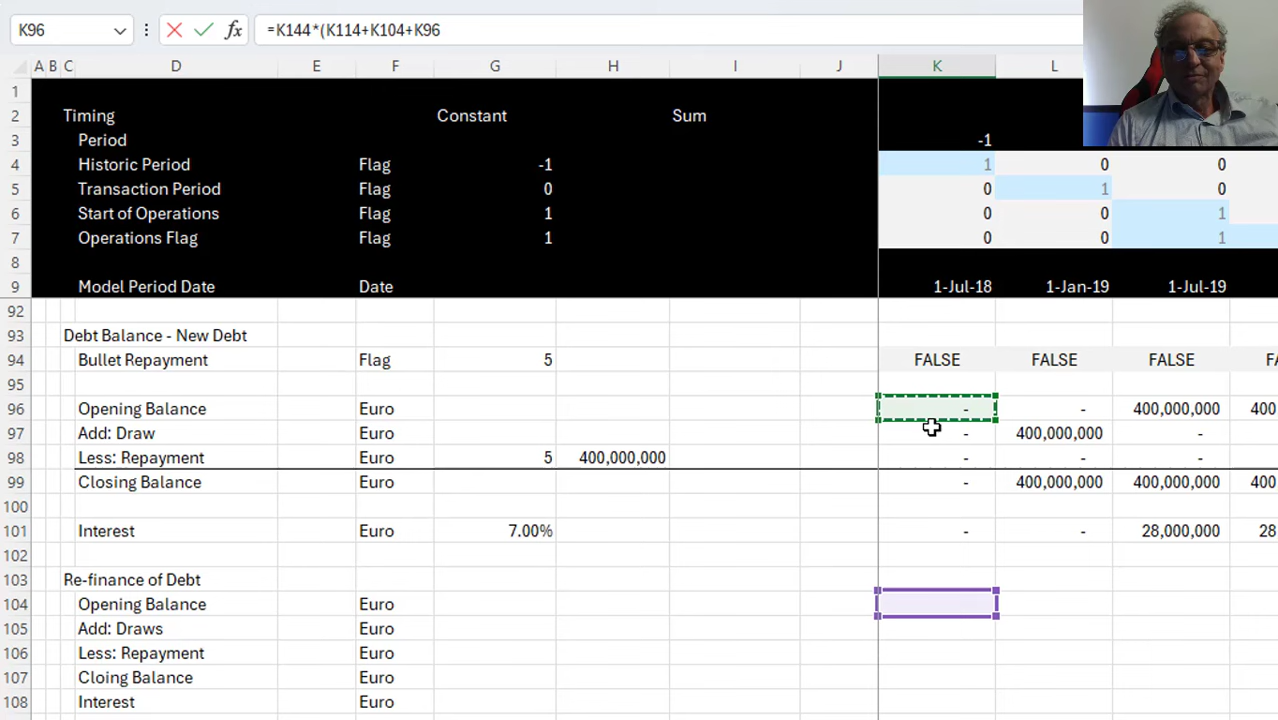 K96 fx =K144*(K114+K104+K96
A B C D E F G H I J K L
1
2 Timing Constant Sum
3 Period -1
4 Historic Period Flag -1 1 0 0
5 Transaction Period Flag 0 0 1 0
6 Start of Operations Flag 1 0 0 1
7 Operations Flag Flag 1 0 0 1
8
9 Model Period Date Date 1-Jul-18 1-Jan-19 1-Jul-19
92
93 Debt Balance - New Debt
94 Bullet Repayment Flag 5 FALSE FALSE FALSE FA
95
96 Opening Balance Euro - - 400,000,000 400
97 Add: Draw Euro - 400,000,000 -
98 Less: Repayment Euro 5 400,000,000 - - -
99 Closing Balance Euro - 400,000,000 400,000,000 400
100
101 Interest Euro 7.00% - - 28,000,000 28
102
103 Re-finance of Debt
104 Opening Balance Euro
105 Add: Draws Euro
106 Less: Repayment Euro
107 Cloing Balance Euro
108 Interest Euro